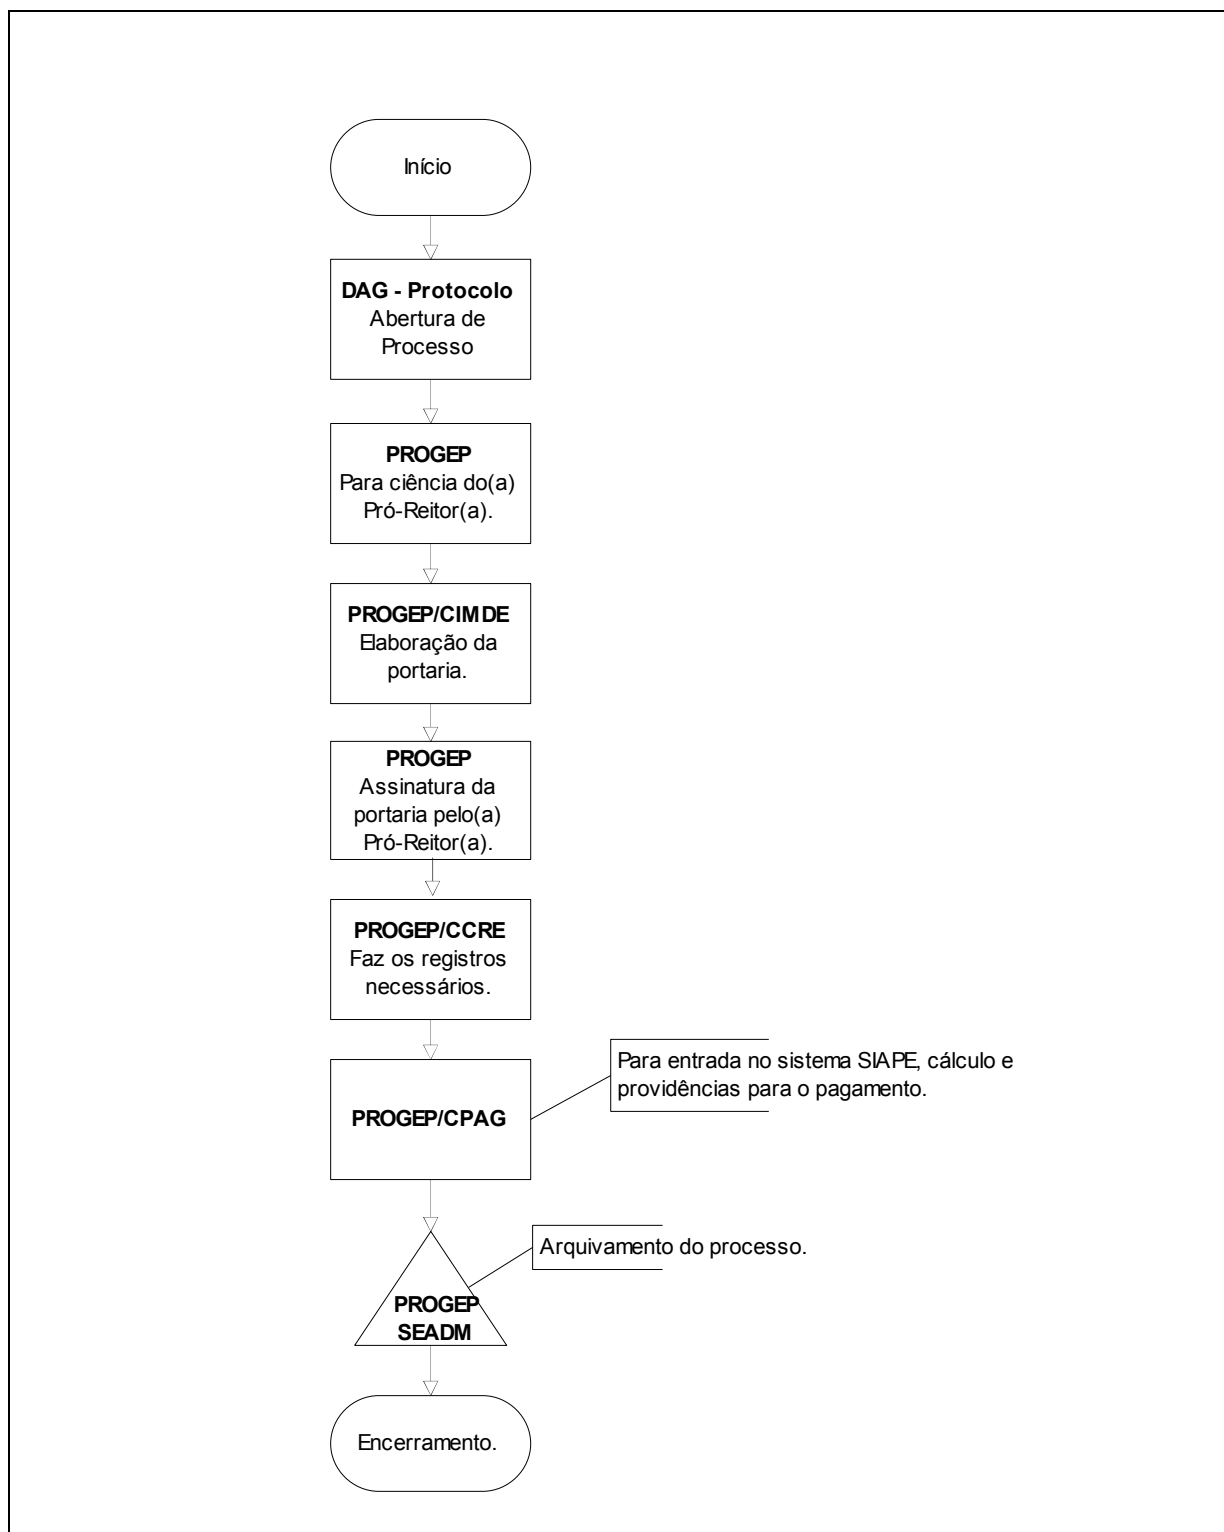 Início
DAG - Protocolo
Abertura de
Processo
PROGEP
Para ciência do(a)
Pró-Reitor(a).
PROGEP/CIMDE
Elaboração da
portaria.
PROGEP
Assinatura da
portaria pelo(a)
Pró-Reitor(a).
PROGEP/CCRE
Faz os registros
necessários.
PROGEP/CPAG
Para entrada no sistema SIAPE, cálculo e
providências para o pagamento.
PROGEP
SEADM
Arquivamento do processo.
Encerramento.